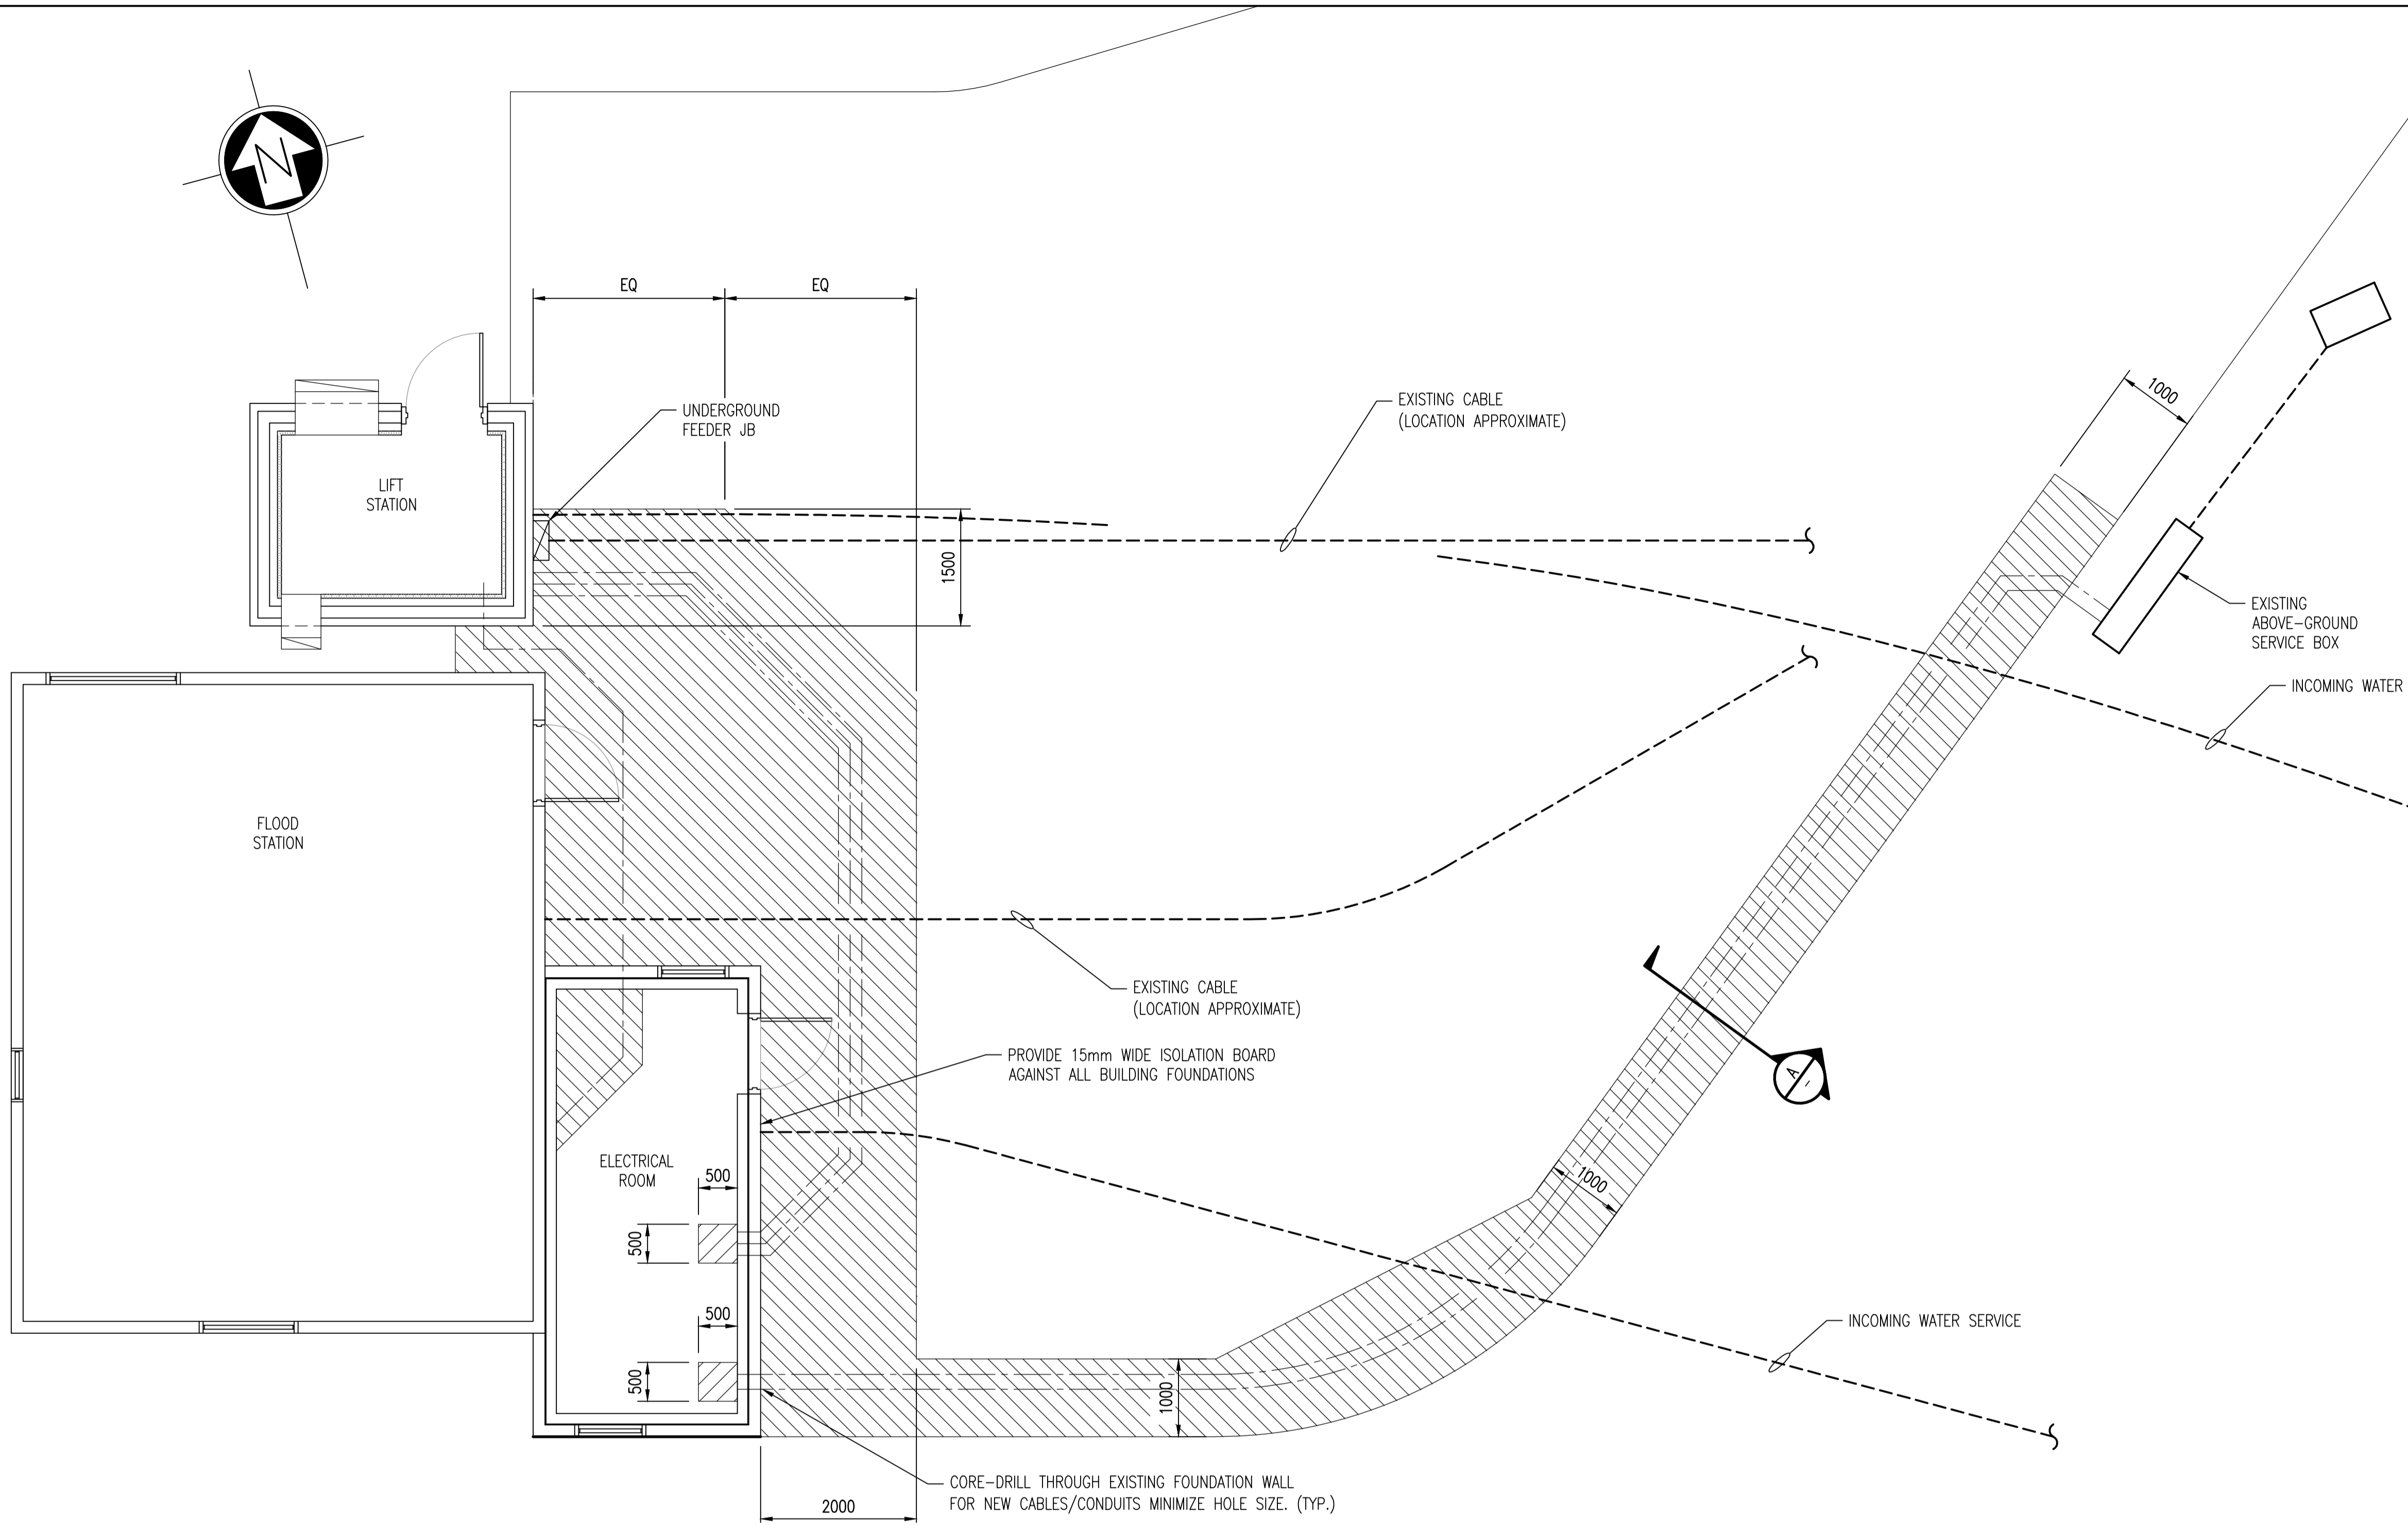 N
EQ
EQ
UNDERGROUND
FEEDER JB
EXISTING CABLE
(LOCATION APPROXIMATE)
1000
LIFT
STATION
1500
EXISTING
ABOVE-GROUND
SERVICE BOX
INCOMING WATER
FLOOD
STATION
EXISTING CABLE
(LOCATION APPROXIMATE)
PROVIDE 15mm WIDE ISOLATION BOARD
AGAINST ALL BUILDING FOUNDATIONS
A
-
ELECTRICAL
ROOM
500
1000
500
500
INCOMING WATER SERVICE
500
1000
CORE-DRILL THROUGH EXISTING FOUNDATION WALL
FOR NEW CABLES/CONDUITS MINIMIZE HOLE SIZE. (TYP.)
2000